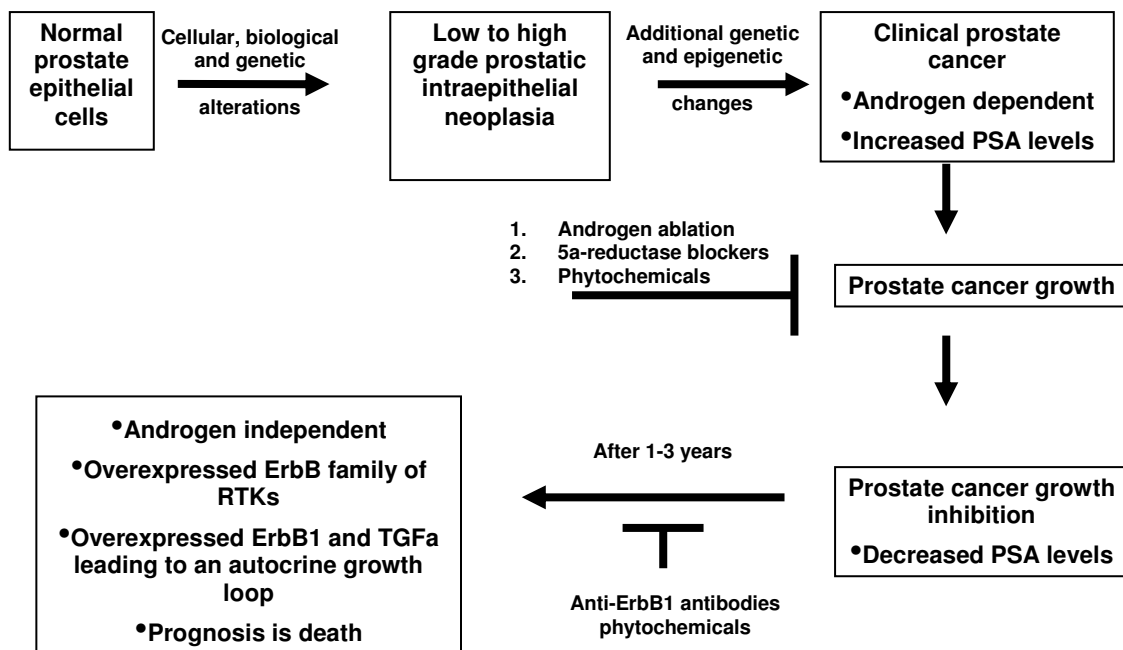 Normal
prostate
epithelial
cells
Cellular, biological
and genetic
alterations
Low to high
grade prostatic
intraepithelial
neoplasia
Additional genetic
and epigenetic
changes
Clinical prostate
cancer
•Androgen dependent
•Increased PSA levels
1. Androgen ablation
2. 5a-reductase blockers
3. Phytochemicals
Prostate cancer growth
Prostate cancer growth
inhibition
•Decreased PSA levels
After 1-3 years
Anti-ErbB1 antibodies
phytochemicals
•Androgen independent
•Overexpressed ErbB family of
RTKs
•Overexpressed ErbB1 and TGFa
leading to an autocrine growth
loop
•Prognosis is death